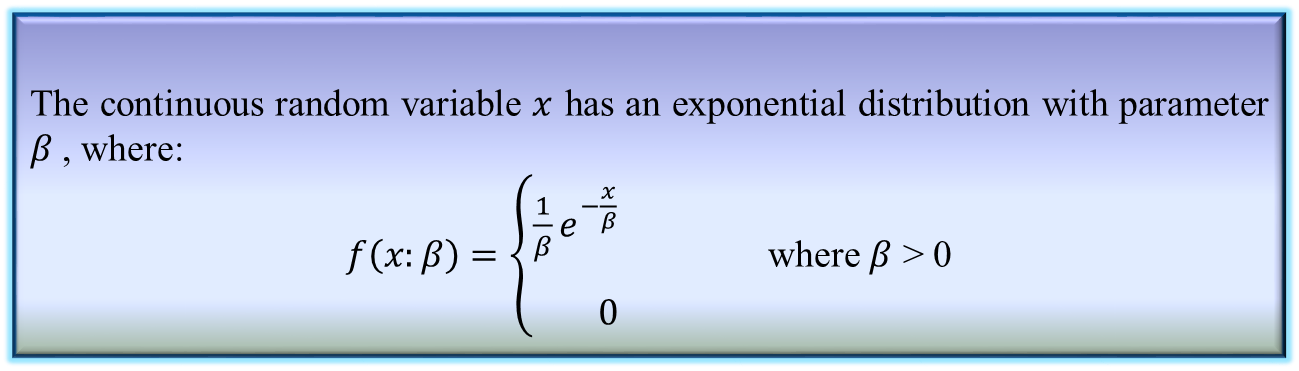 The continuous random variable 𝑥 has an exponential distribution with parameter
𝛽 , where:
𝑓(𝑥: 𝛽) = { 1/𝛽 𝑒^(−𝑥/𝛽) where 𝛽 > 0
0